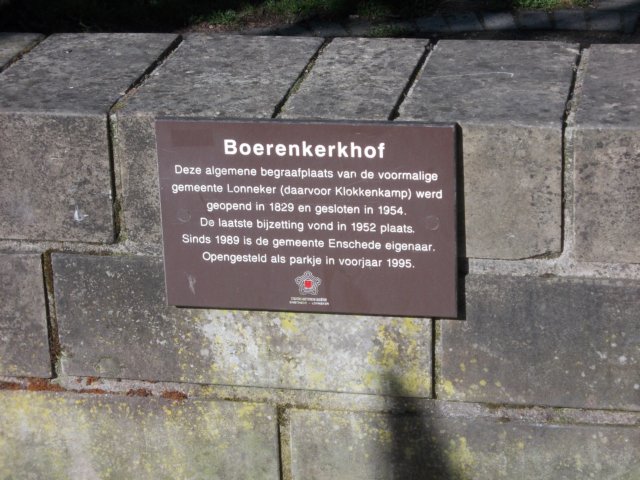 Boerenkerkhof
Deze algemene begraafplaats van de voormalige
gemeente Lonneker (daarvoor Klokkenkamp) werd
geopend in 1829 en gesloten in 1954.
De laatste bijzetting vond in 1952 plaats.
Sinds 1989 is de gemeente Enschede eigenaar.
Opengesteld als parkje in voorjaar 1995.
ENSCHEDE - LONNEKER